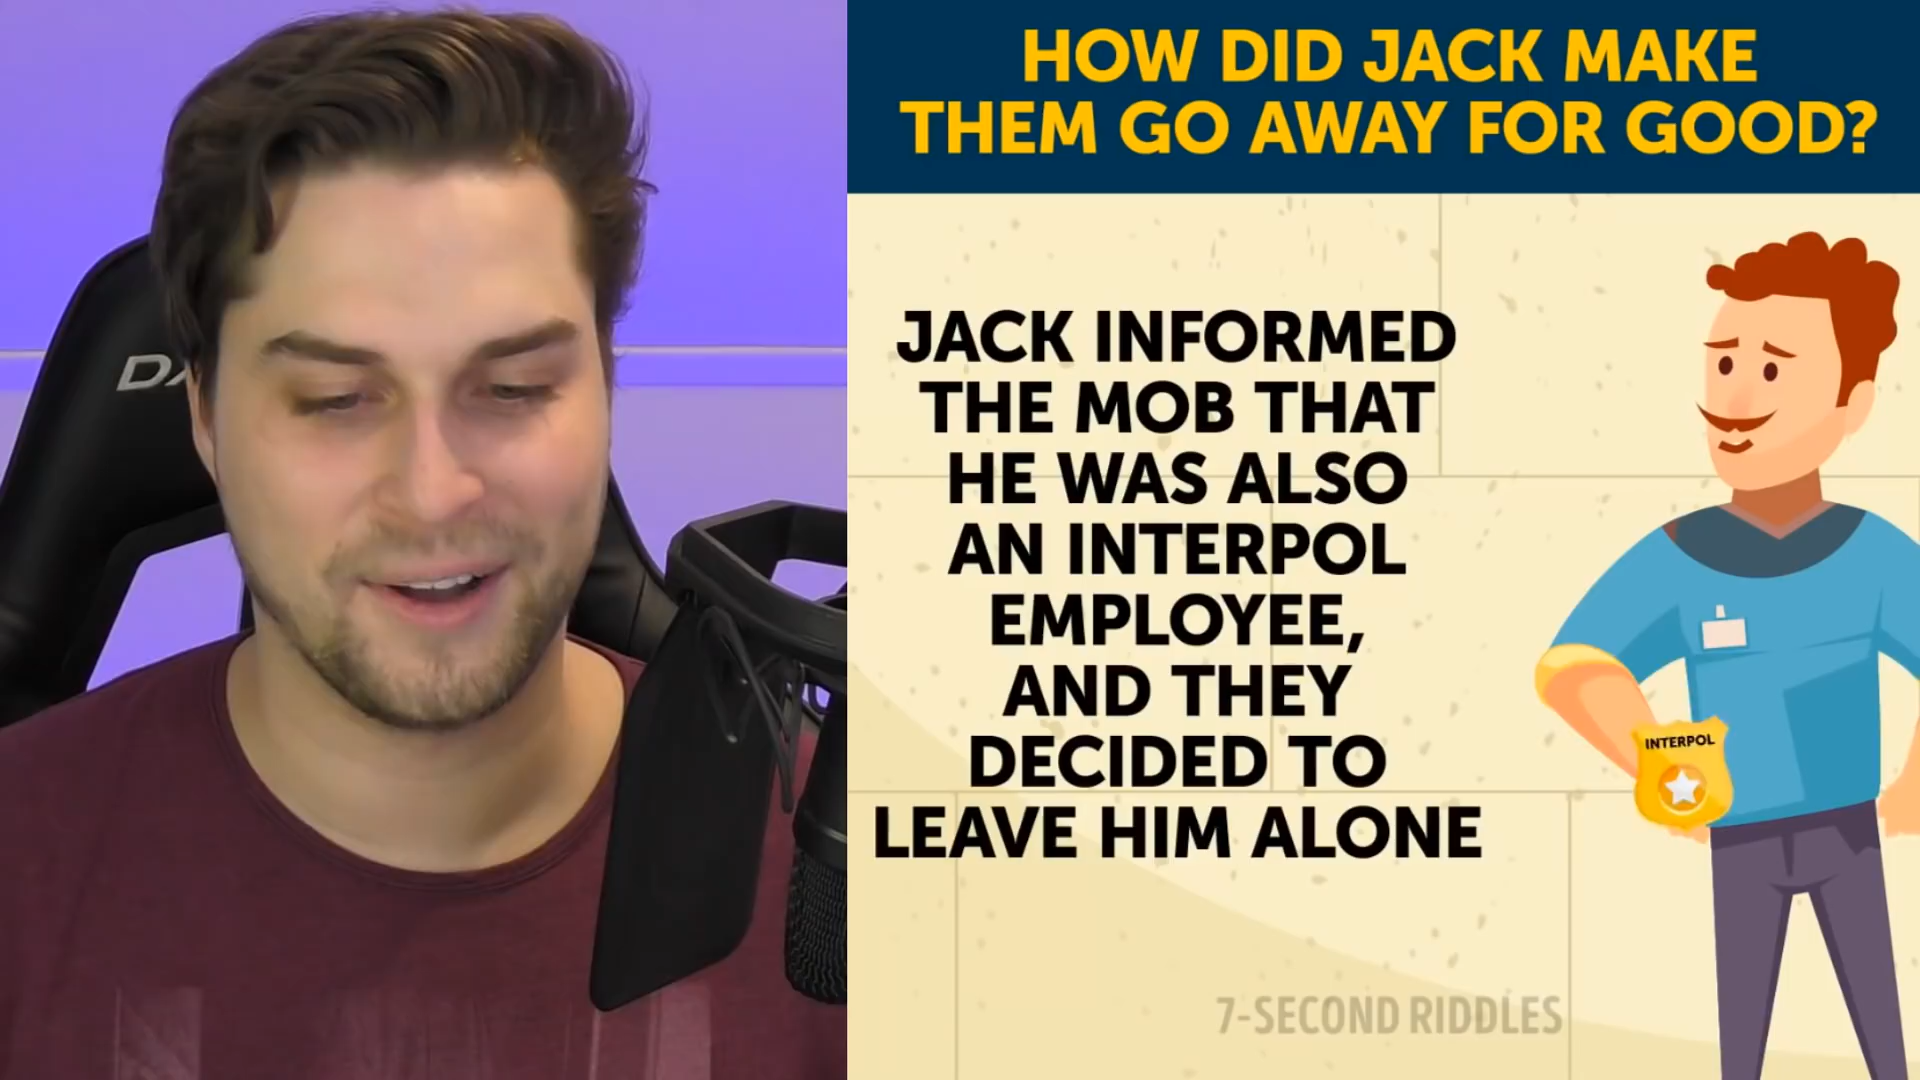 DX
HOW DID JACK MAKE
THEM GO AWAY FOR GOOD?
JACK INFORMED
THE MOB THAT
HE WAS ALSO
AN INTERPOL
EMPLOYEE,
AND THEY
DECIDED TO
LEAVE HIM ALONE
INTERPOL
7-SECOND RIDDLES